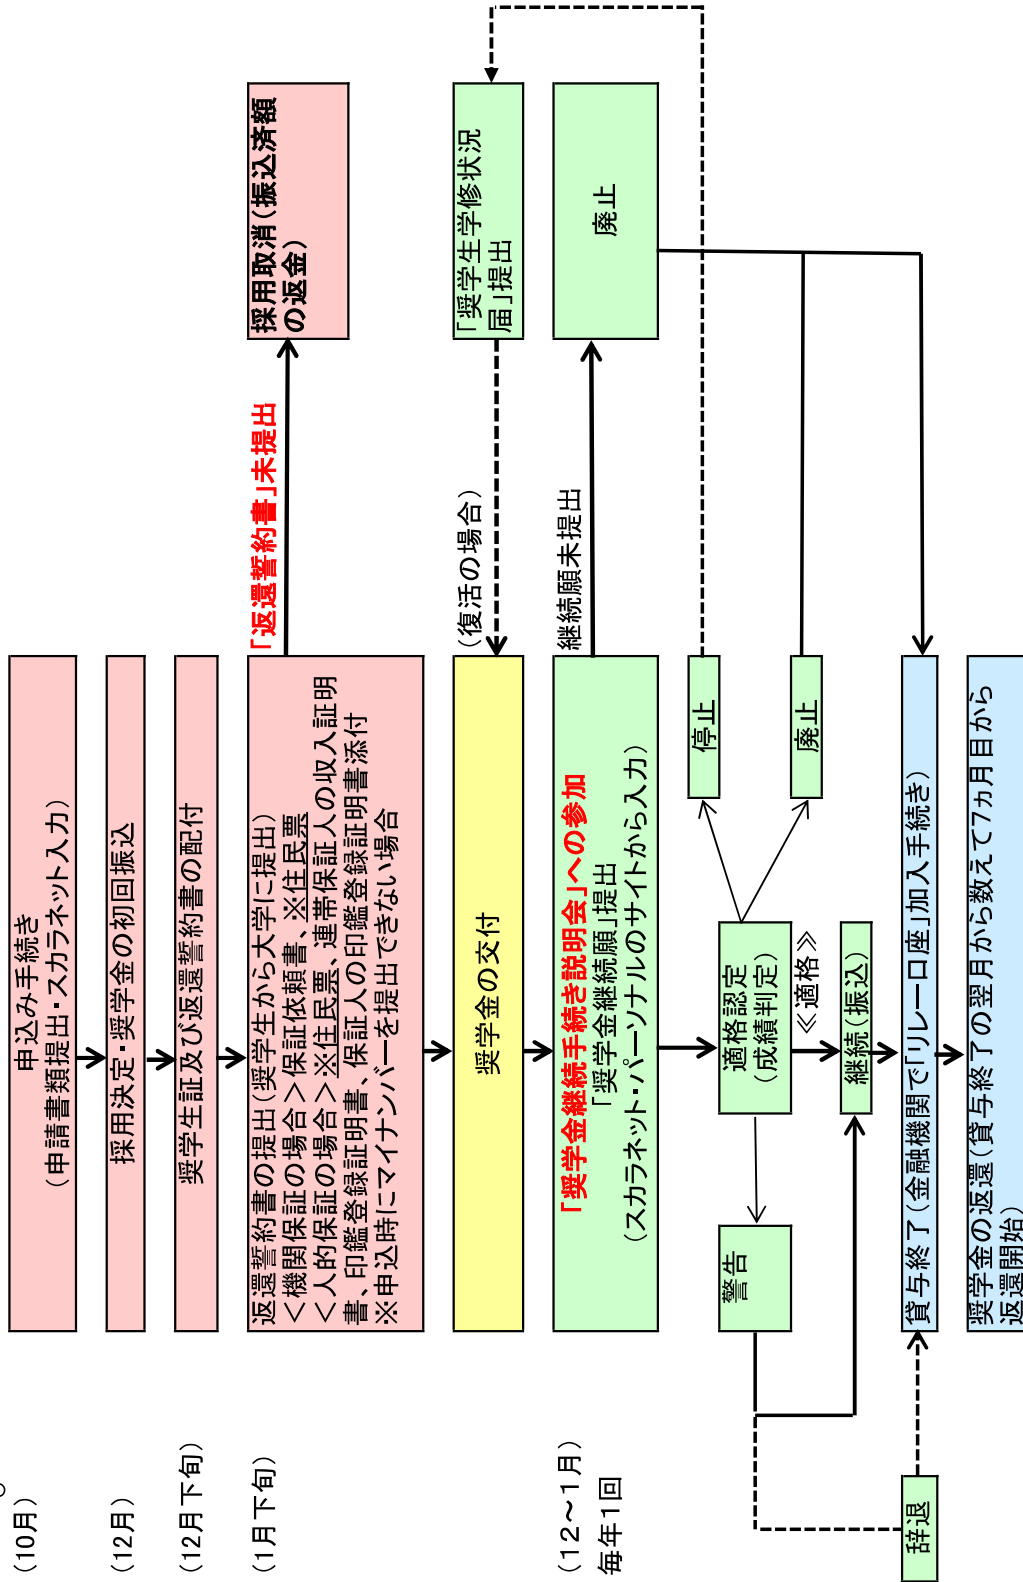 (10月)
申込み手続き
(申請書類提出・スカラネット入力)
(12月)
採用決定・奨学金の初回振込
(12月下旬)
奨学生証及び返還誓約書の配付
(1月下旬)
返還誓約書の提出(奨学生から大学に提出)
＜機関保証の場合＞保証依頼書、※住民票
＜人的保証の場合＞※住民票、連帯保証人の収入証明
書、印鑑登録証明書、保証人の印鑑登録証明書添付
※申込時にマイナンバーを提出できない場合
「返還誓約書」未提出
採用取消(振込済額
の返金)
奨学金の交付
(復活の場合)
「奨学生学修状況
届」提出
(12～1月)
毎年1回
「奨学金継続手続き説明会」への参加
「奨学金継続願」提出
(スカラネット・パーソナルのサイトから入力)
継続願未提出
廃止
警告
適格認定
(成績判定)
停止
廃止
≪適格≫
継続(振込)
辞退
貸与終了(金融機関で「リレー口座」加入手続き)
奨学金の返還(貸与終了の翌月から数えて7ヵ月目から
返還開始)